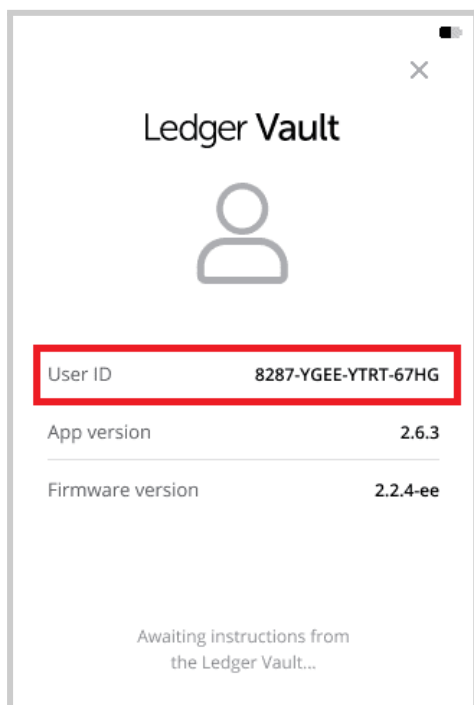 Ledger Vault
User ID 8287-YGEE-YTRT-67HG
App version 2.6.3
Firmware version 2.2.4-ee
Awaiting instructions from
the Ledger Vault...